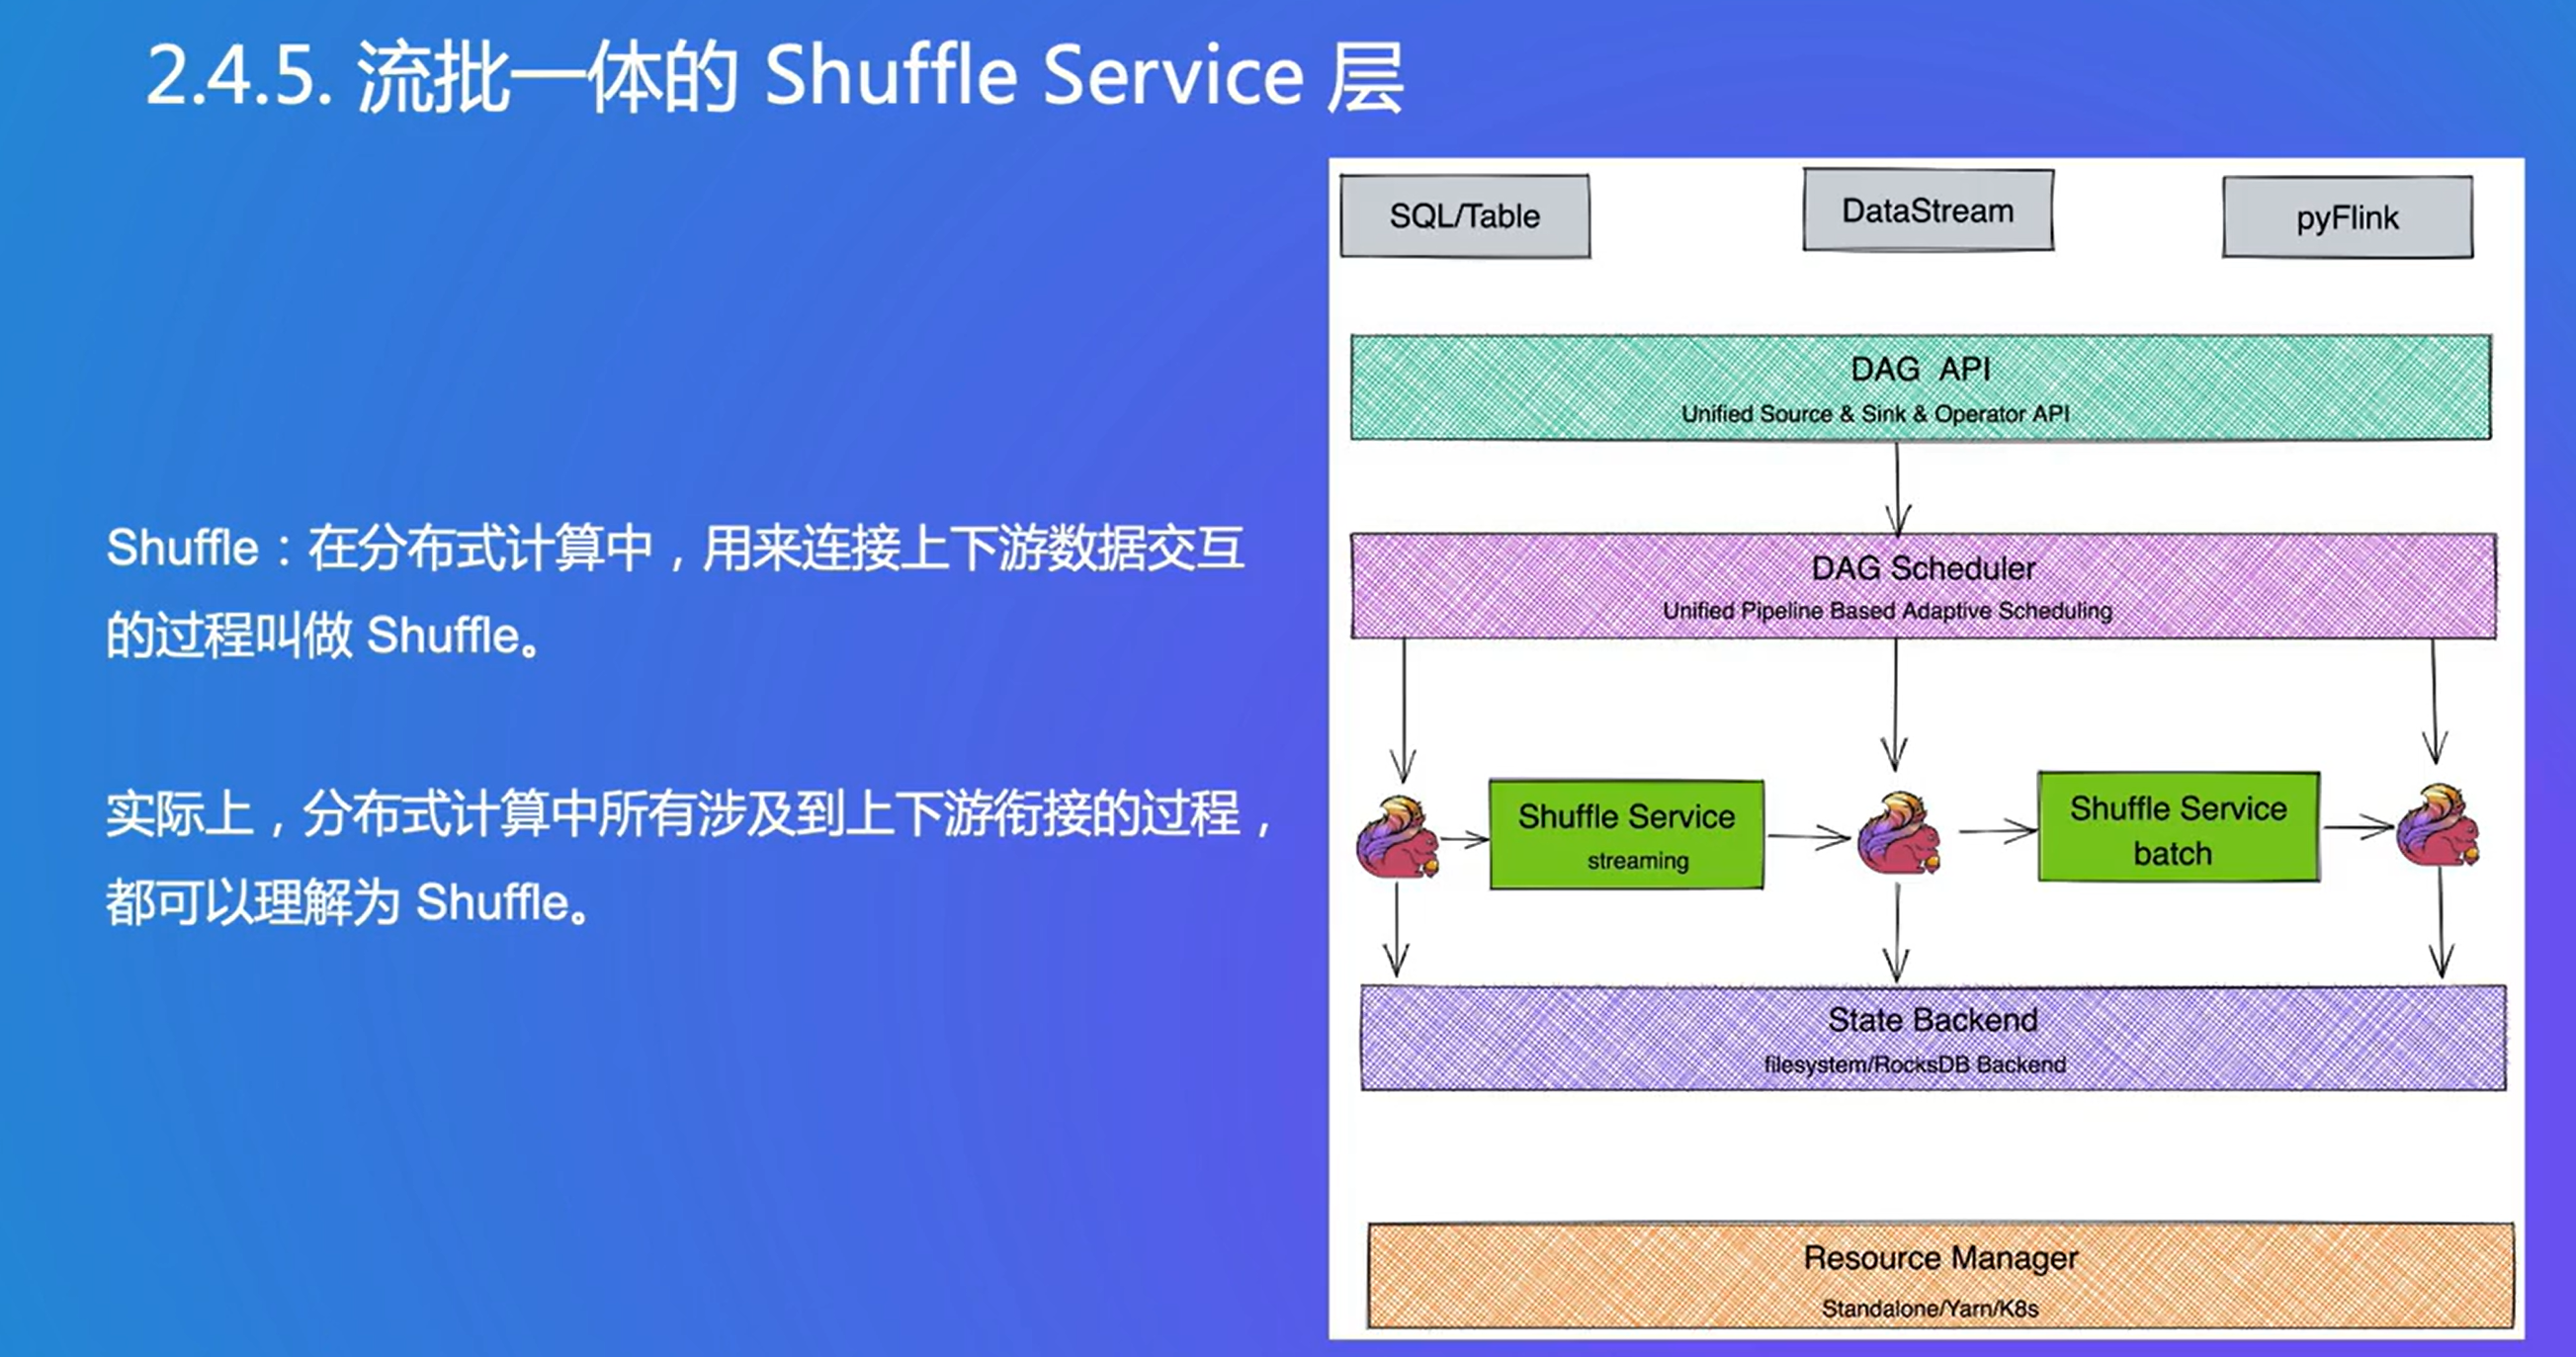 2.4.5. 流批一体的 Shuffle Service 层
Shuffle：在分布式计算中，用来连接上下游数据交互
的过程叫做 Shuffle。
实际上，分布式计算中所有涉及到上下游衔接的过程，
都可以理解为 Shuffle。
SQL/Table
DataStream
pyFlink
DAG API
Unified Source & Sink & Operator API
DAG Scheduler
Unified Pipeline Based Adaptive Scheduling
Shuffle Service
streaming
Shuffle Service
batch
State Backend
filesystem/RocksDB Backend
Resource Manager
Standalone/Yarn/K8s